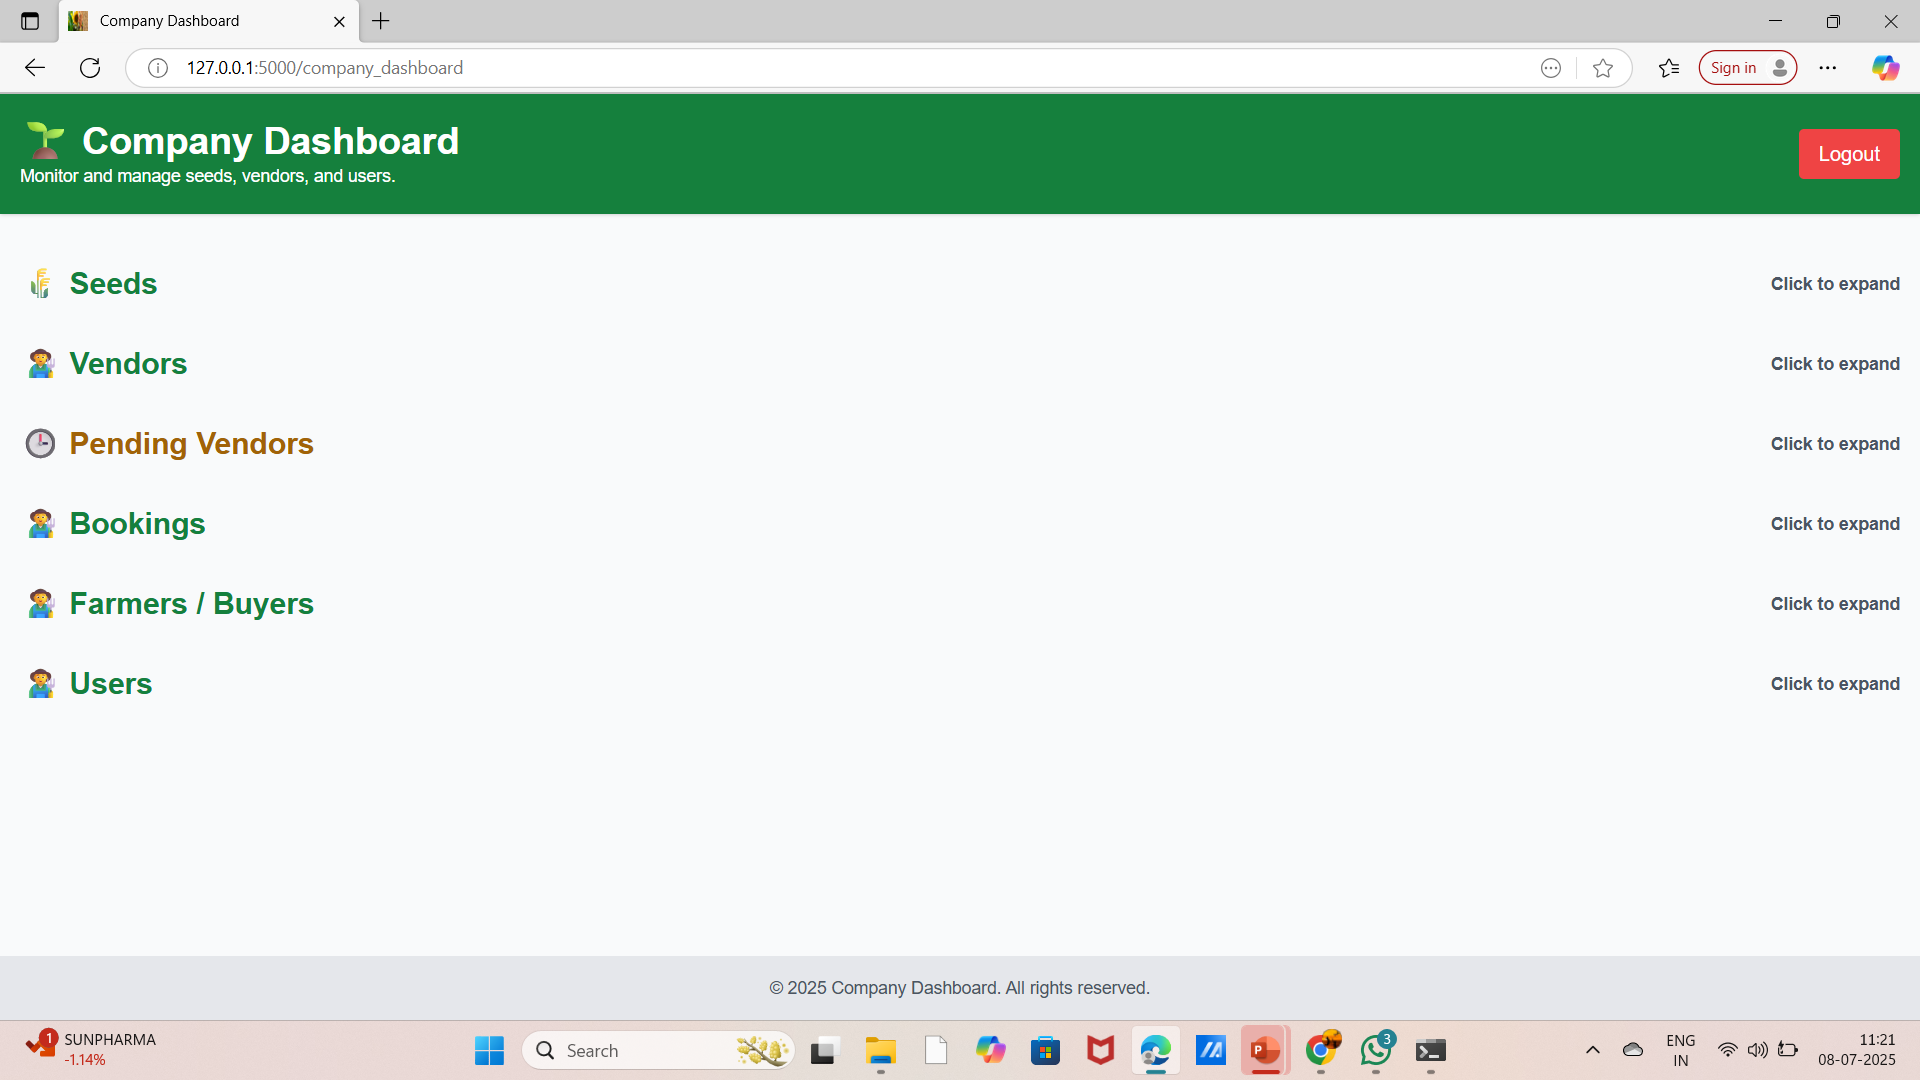 Company Dashboard
127.0.0.1:5000/company_dashboard
Sign in
Company Dashboard
Monitor and manage seeds, vendors, and users.
Logout
Seeds
Click to expand
Vendors
Click to expand
Pending Vendors
Click to expand
Bookings
Click to expand
Farmers / Buyers
Click to expand
Users
Click to expand
© 2025 Company Dashboard. All rights reserved.
1
SUNPHARMA
-1.14%
Search
P
3
ENG
IN
11:21
08-07-2025